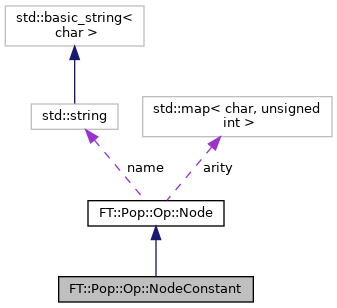 std::basic_string<
char >
std::string
std::map< char, unsigned
int >
name
arity
FT::Pop::Op::Node
FT::Pop::Op::NodeConstant